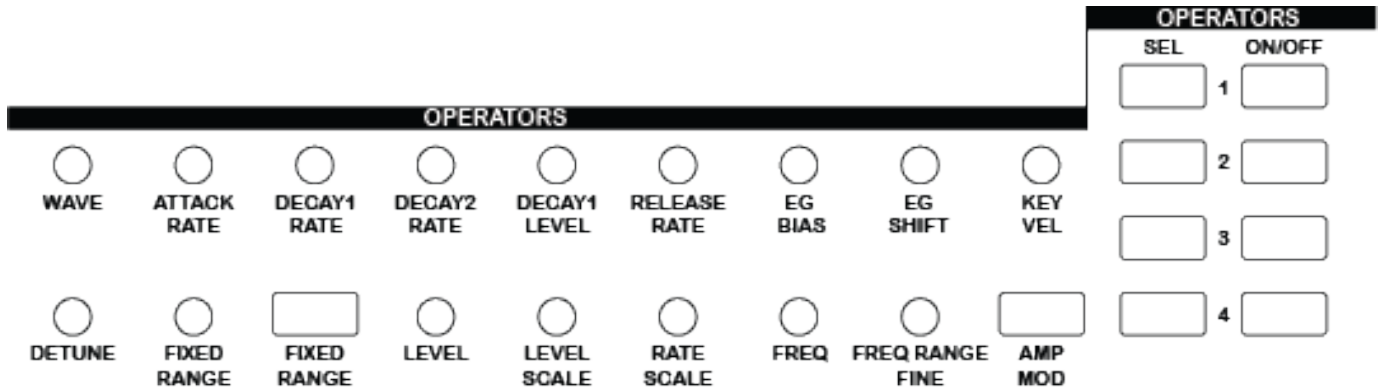 OPERATORS
SEL ON/OFF
1
OPERATORS
2
WAVE ATTACK DECAY1 DECAY2 DECAY1 RELEASE EG EG KEY
RATE RATE RATE LEVEL RATE BIAS SHIFT VEL
3
4
DETUNE FIXED FIXED LEVEL LEVEL RATE FREQ FREQ RANGE AMP
RANGE RANGE SCALE SCALE FINE MOD